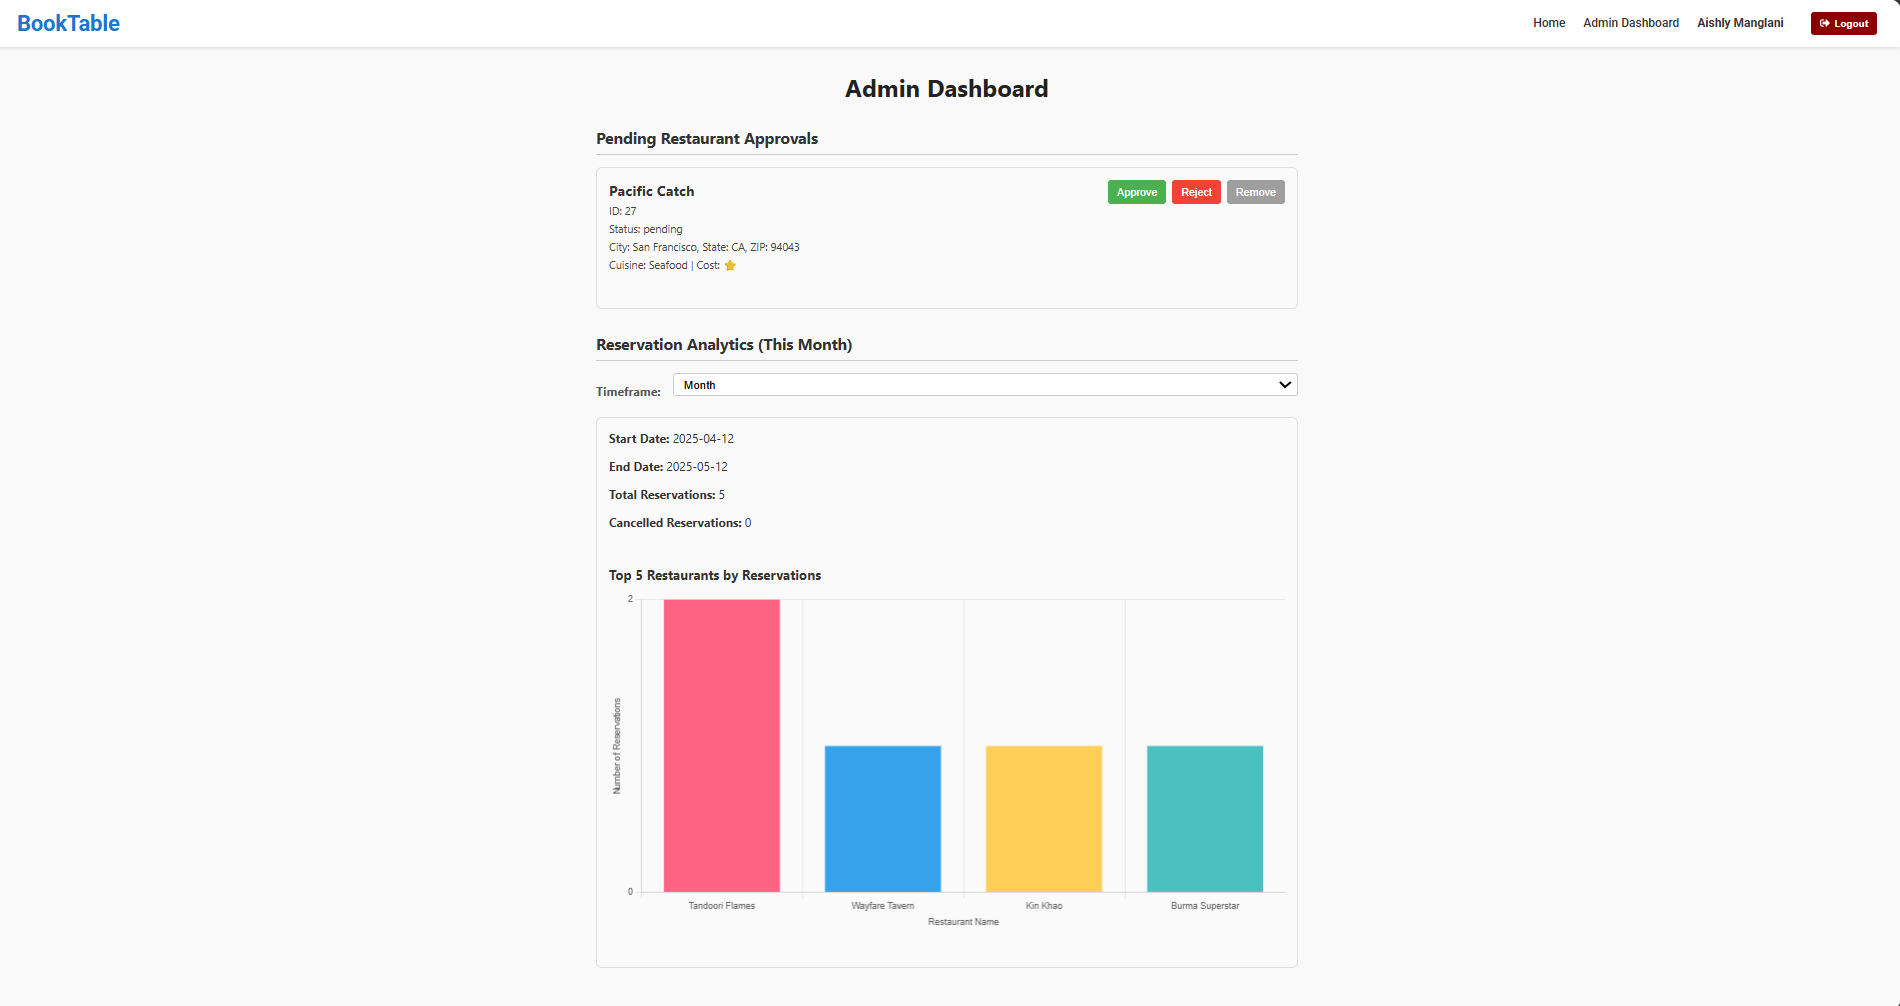 BookTable
Home Admin Dashboard Aishly Manglani Logout
Admin Dashboard
Pending Restaurant Approvals
Pacific Catch
Approve Reject Remove
ID: 27
Status: pending
City: San Francisco, State: CA, ZIP: 94043
Cuisine: Seafood | Cost: ⭐
Reservation Analytics (This Month)
Timeframe: Month
Start Date: 2025-04-12
End Date: 2025-05-12
Total Reservations: 5
Cancelled Reservations: 0
Top 5 Restaurants by Reservations
2
Number of Reservations
0
Tandoori Flames Wayfare Tavern Kin Khao Burma Superstar
Restaurant Name